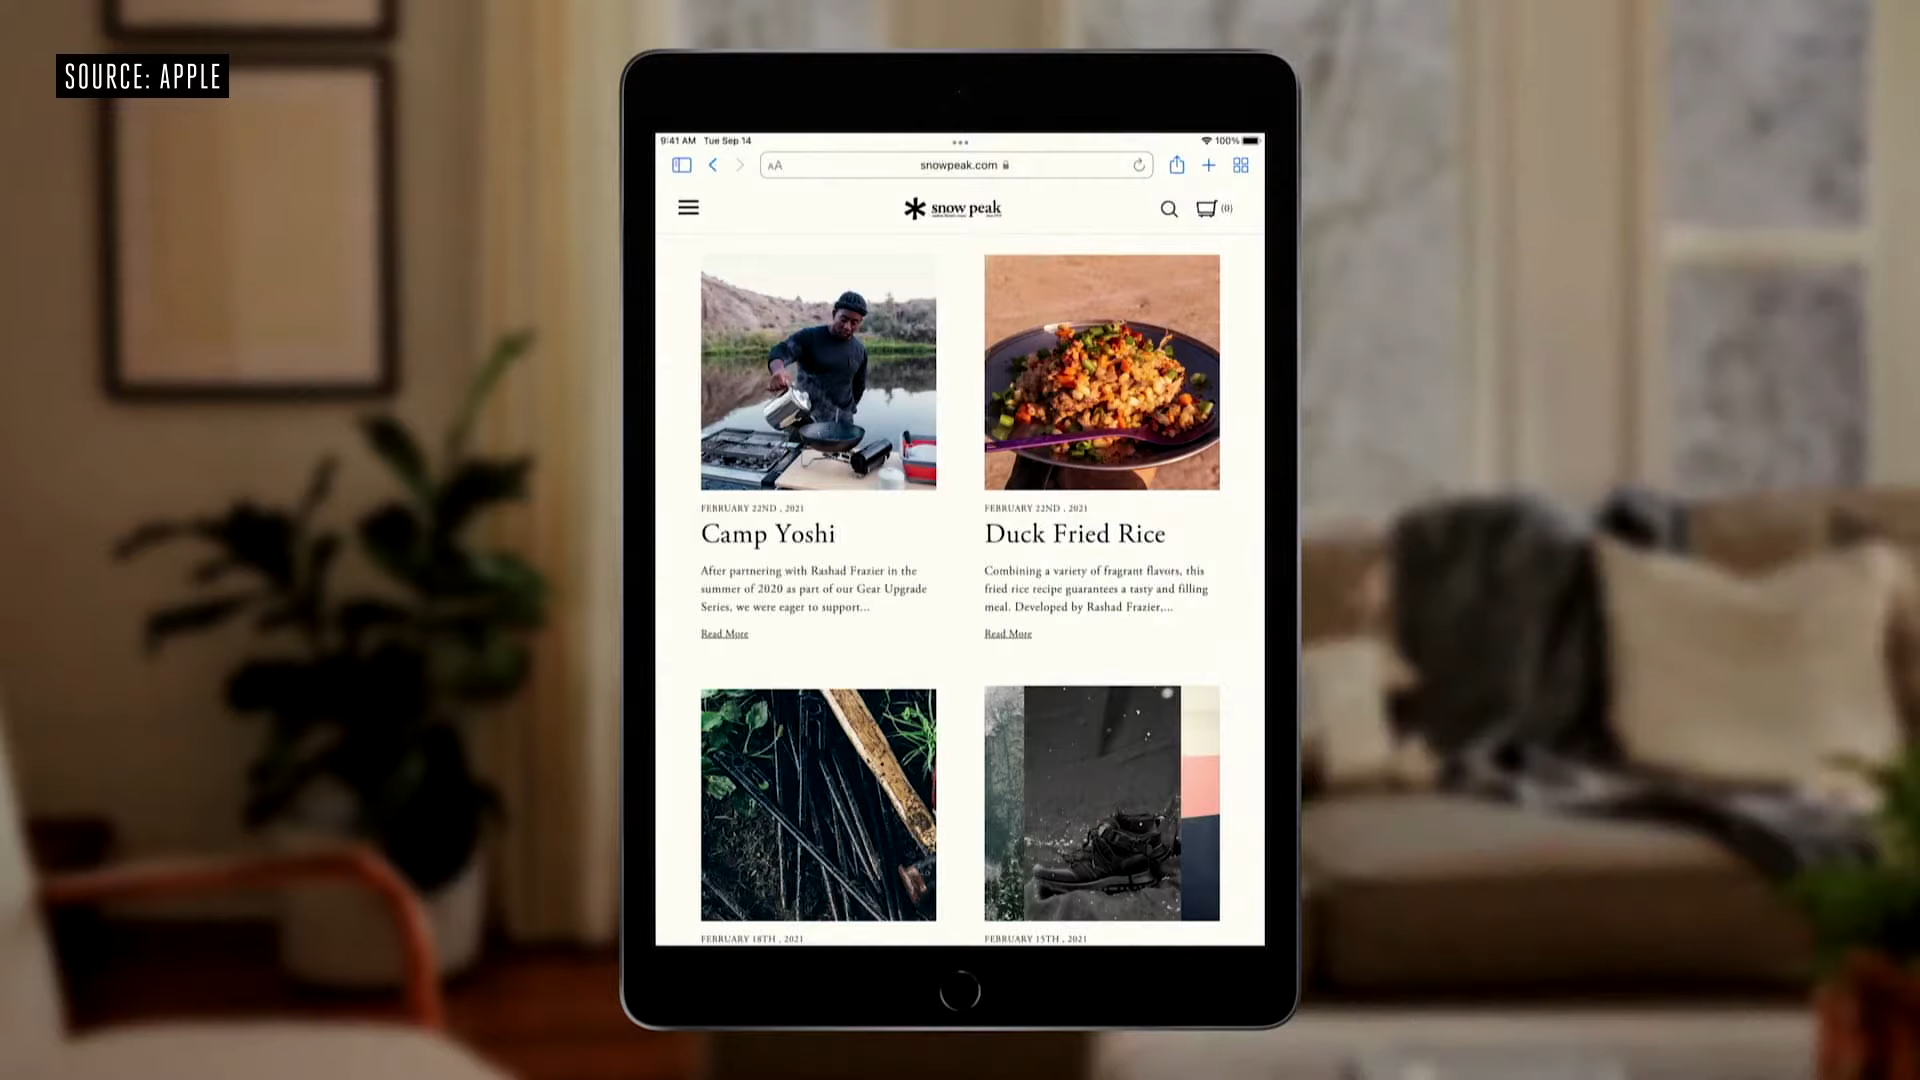 SOURCE: APPLE
9:41 AM Tue Sep 14
100%
AA
snowpeak.com
snow peak
(0)
FEBRUARY 22ND , 2021
Camp Yoshi
After partnering with Rashad Frazier in the
summer of 2020 as part of our Gear Upgrade
Series, we were eager to support...
Read More
FEBRUARY 22ND , 2021
Duck Fried Rice
Combining a variety of fragrant flavors, this
fried rice recipe guarantees a tasty and filling
meal. Developed by Rashad Frazier,...
Read More
FEBRUARY 18TH , 2021
FEBRUARY 15TH , 2021